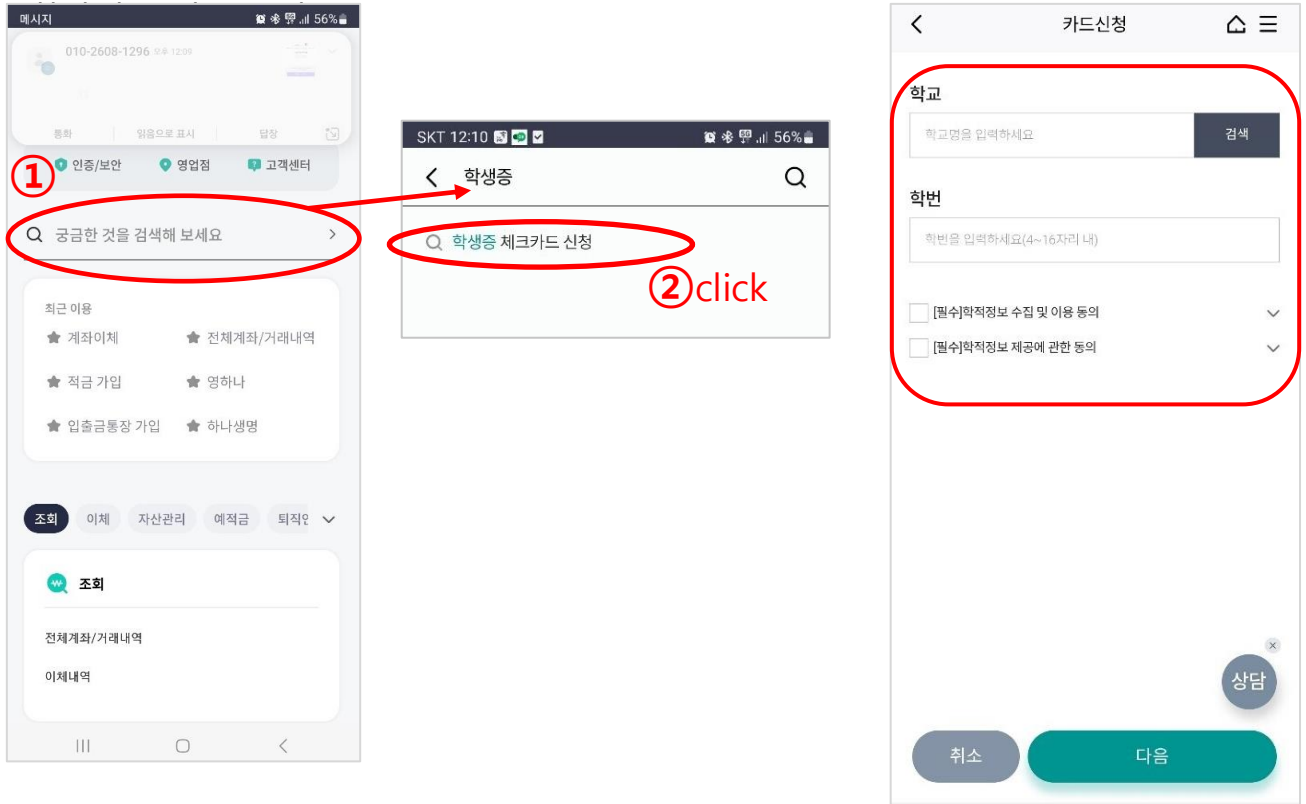 메시지
56%
010-2608-1296 오후 12:09
통화 읽음으로 표시 답장
① 인증/보안 영업점 고객센터
궁금한 것을 검색해 보세요
최근 이용
계좌이체 전체계좌/거래내역
적금 가입 영하나
입출금통장 가입 하나생명
조회 이체 자산관리 예적금
조회
전체계좌/거래내역
이체내역
SKT 12:10 56%
학생증
학생증 체크카드 신청
②click
카드신청
학교
학교명을 입력하세요 검색
학번
학번을 입력하세요(4~16자리 내)
[필수]학적정보 수집 및 이용 동의
[필수]학적정보 제공에 관한 동의
상담
취소 다음